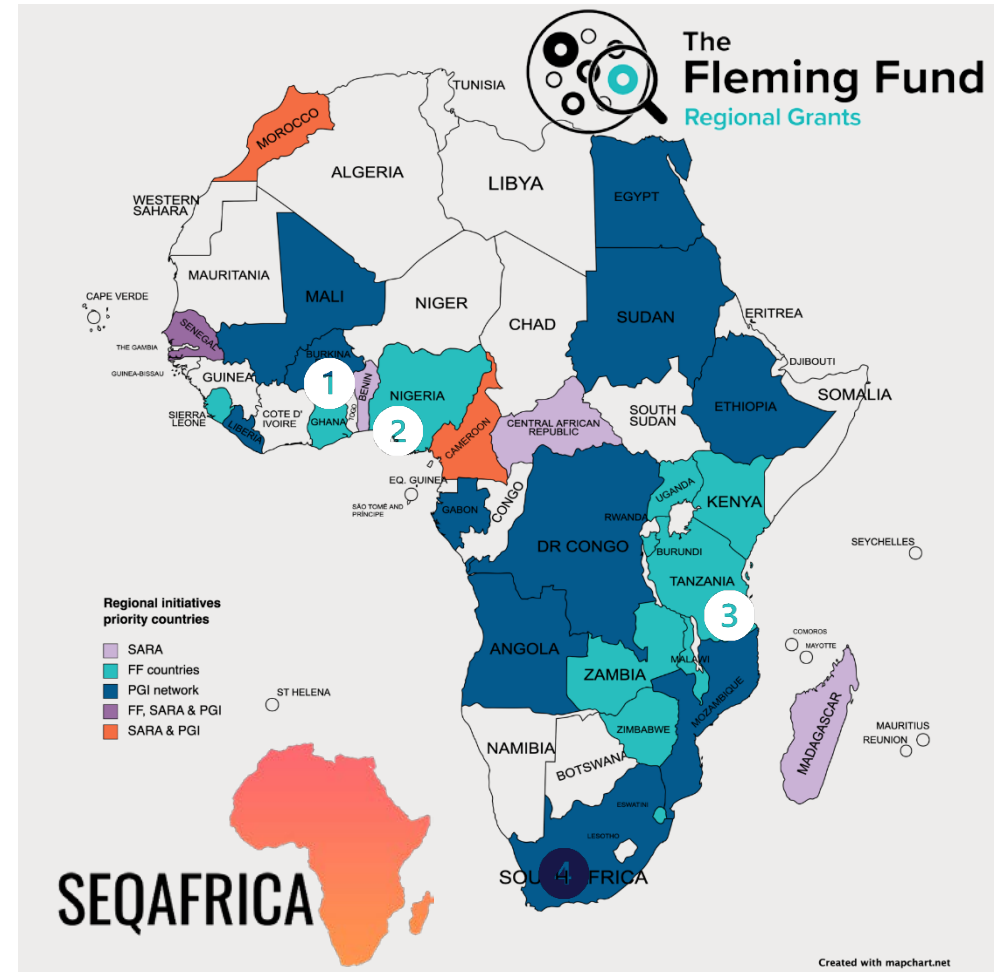 The
Fleming Fund
Regional Grants
TUNISIA
MOROCCO
ALGERIA
LIBYA
EGYPT
WESTERN
SAHARA
MAURITANIA
MALI
NIGER
CHAD
SUDAN
ERITREA
CAPE VERDE
SENEGAL
THE GAMBIA
GUINEA-BISSAU
GUINEA
BURKINA
1
BENIN
NIGERIA
DJIBOUTI
SOMALIA
ETHIOPIA
SOUTH
SUDAN
CENTRAL AFRICAN
REPUBLIC
SIERRA
LEONE
LIBERIA
COTE D'
IVOIRE
GHANA
TOGO
2
CAMEROON
EQ. GUINEA
SÃO TOMÉ AND
PRÍNCIPE
GABON
CONGO
UGANDA
KENYA
RWANDA
DR CONGO
BURUNDI
TANZANIA
SEYCHELLES
3
COMOROS
MAYOTTE
ANGOLA
ZAMBIA
MALAWI
MOZAMBIQUE
ZIMBABWE
MADAGASCAR
MAURITIUS
REUNION
NAMIBIA
BOTSWANA
ESWATINI
LESOTHO
4
SOUTH AFRICA
ST HELENA
Regional initiatives
priority countries
SARA
FF countries
PGI network
FF, SARA & PGI
SARA & PGI
SEQAFRICA
Created with mapchart.net